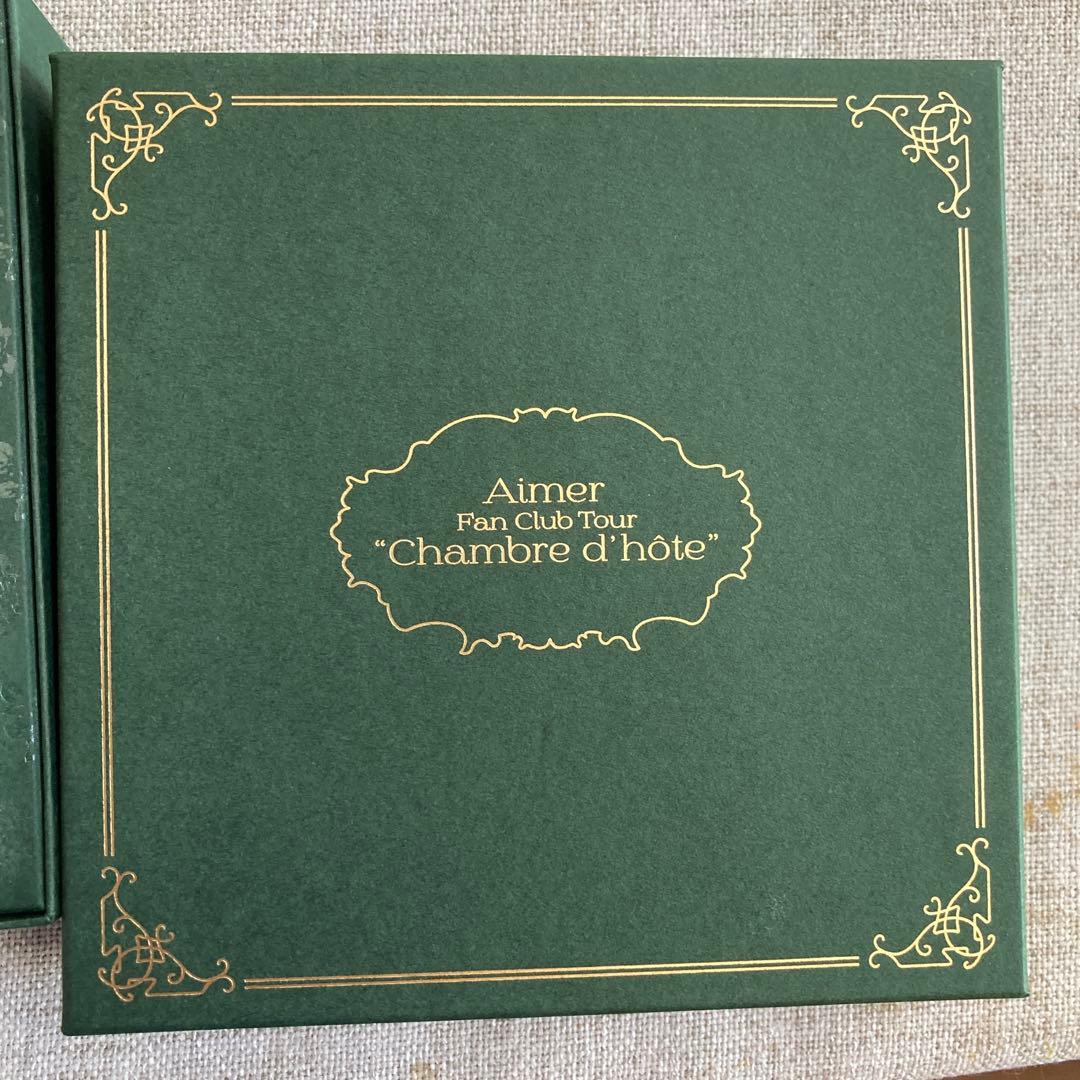 Aimer
Fan Club Tour
“Chambre d’hôte”